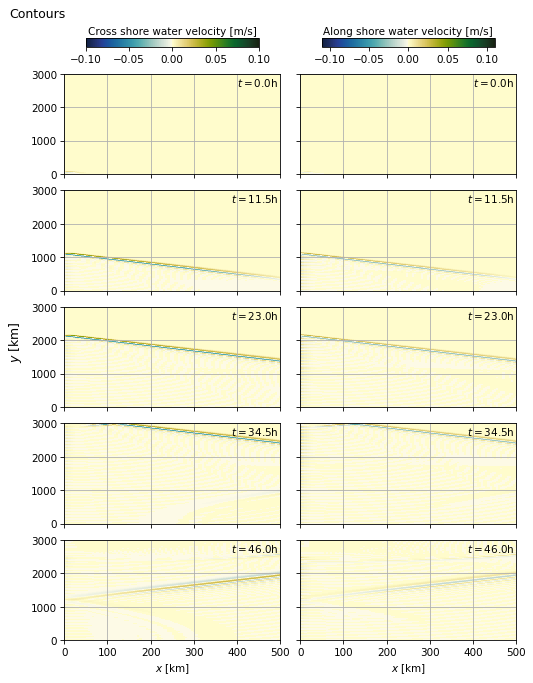 Contours
Cross shore water velocity [m/s] Along shore water velocity [m/s]
−0.10 −0.05 0.00 0.05 0.10 −0.10 −0.05 0.00 0.05 0.10
3000 t = 0.0h t = 0.0h
2000
1000
0
3000 t = 11.5h t = 11.5h
2000
1000
0
3000 t = 23.0h t = 23.0h
2000
1000
0
y [km]
3000 t = 34.5h t = 34.5h
2000
1000
0
3000 t = 46.0h t = 46.0h
2000
1000
0
0 100 200 300 400 500 0 100 200 300 400 500
x [km] x [km]